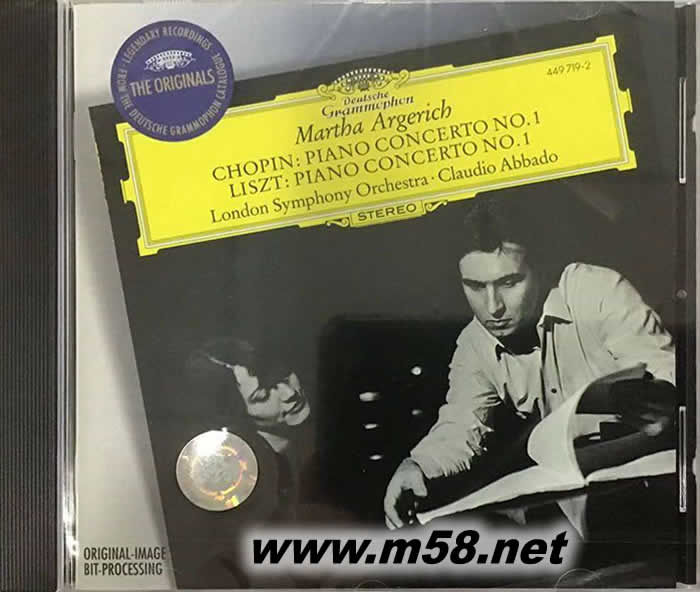 LEGENDARY RECORDINGS
THE ORIGINALS
FROM THE DEUTSCHE GRAMMOPHON CATALOGUE
449 719-2
Deutsche
Grammophon
Martha Argerich
CHOPIN: PIANO CONCERTO NO. 1
LISZT: PIANO CONCERTO NO. 1
London Symphony Orchestra · Claudio Abbado
STEREO
ORIGINAL-IMAGE
BIT-PROCESSING
www.m58.net